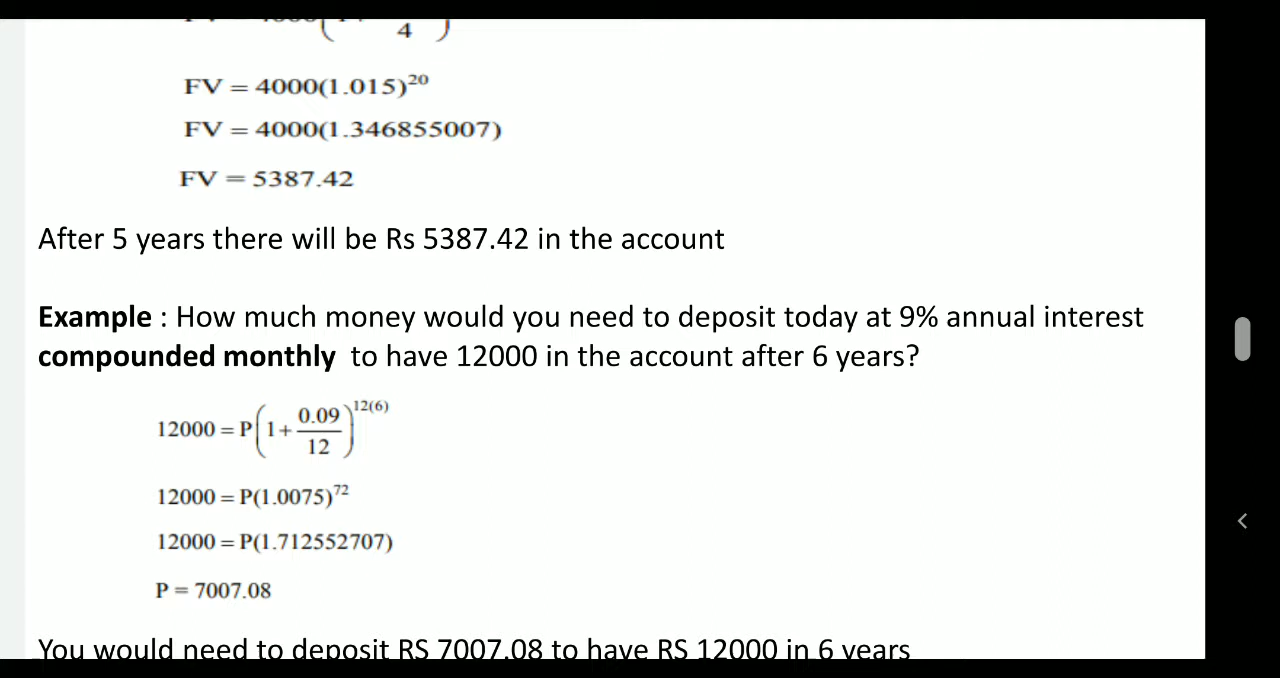 4
FV = 4000(1.015)²⁰
FV = 4000(1.346855007)
FV = 5387.42
After 5 years there will be Rs 5387.42 in the account
Example : How much money would you need to deposit today at 9% annual interest
compounded monthly to have 12000 in the account after 6 years?
12000 = P(1 + 0.09/12)¹²⁽⁶⁾
12000 = P(1.0075)⁷²
12000 = P(1.712552707)
P = 7007.08
You would need to deposit RS 7007.08 to have RS 12000 in 6 years